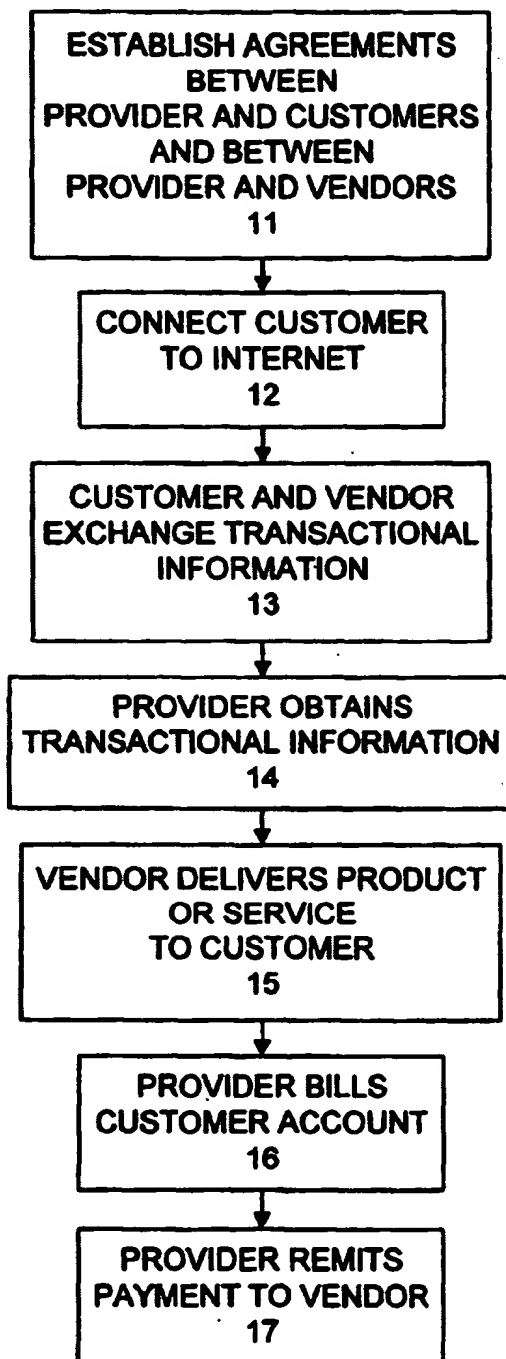 ESTABLISH AGREEMENTS
BETWEEN
PROVIDER AND CUSTOMERS
AND BETWEEN
PROVIDER AND VENDORS
11
CONNECT CUSTOMER
TO INTERNET
12
CUSTOMER AND VENDOR
EXCHANGE TRANSACTIONAL
INFORMATION
13
PROVIDER OBTAINS
TRANSACTIONAL INFORMATION
14
VENDOR DELIVERS PRODUCT
OR SERVICE
TO CUSTOMER
15
PROVIDER BILLS
CUSTOMER ACCOUNT
16
PROVIDER REMITS
PAYMENT TO VENDOR
17